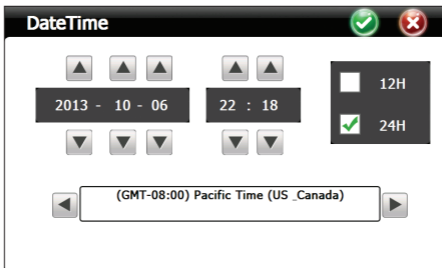 DateTime
2013 - 10 - 06
22 : 18
12H
24H
(GMT-08:00) Pacific Time (US _Canada)